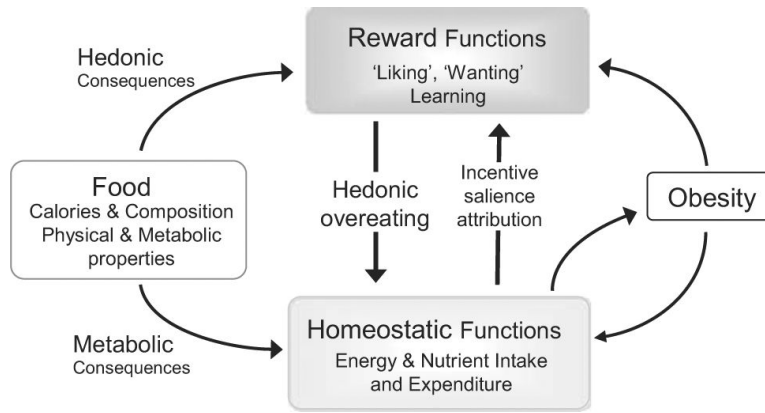 Reward Functions
‘Liking’, ‘Wanting’
Learning
Hedonic
Consequences
Food
Calories & Composition
Physical & Metabolic
properties
Hedonic
overeating
Incentive
salience
attribution
Obesity
Metabolic
Consequences
Homeostatic Functions
Energy & Nutrient Intake
and Expenditure